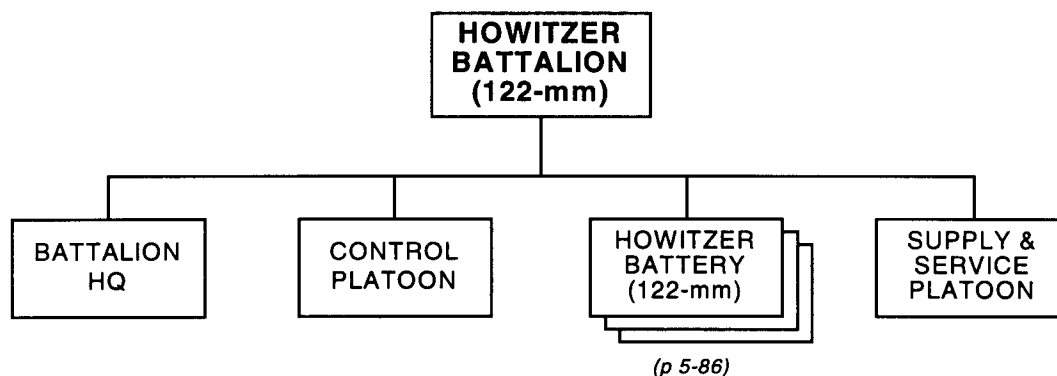 HOWITZER
BATTALION
(122-mm)
BATTALION
HQ
CONTROL
PLATOON
HOWITZER
BATTERY
(122-mm)
SUPPLY &
SERVICE
PLATOON
(p 5-86)